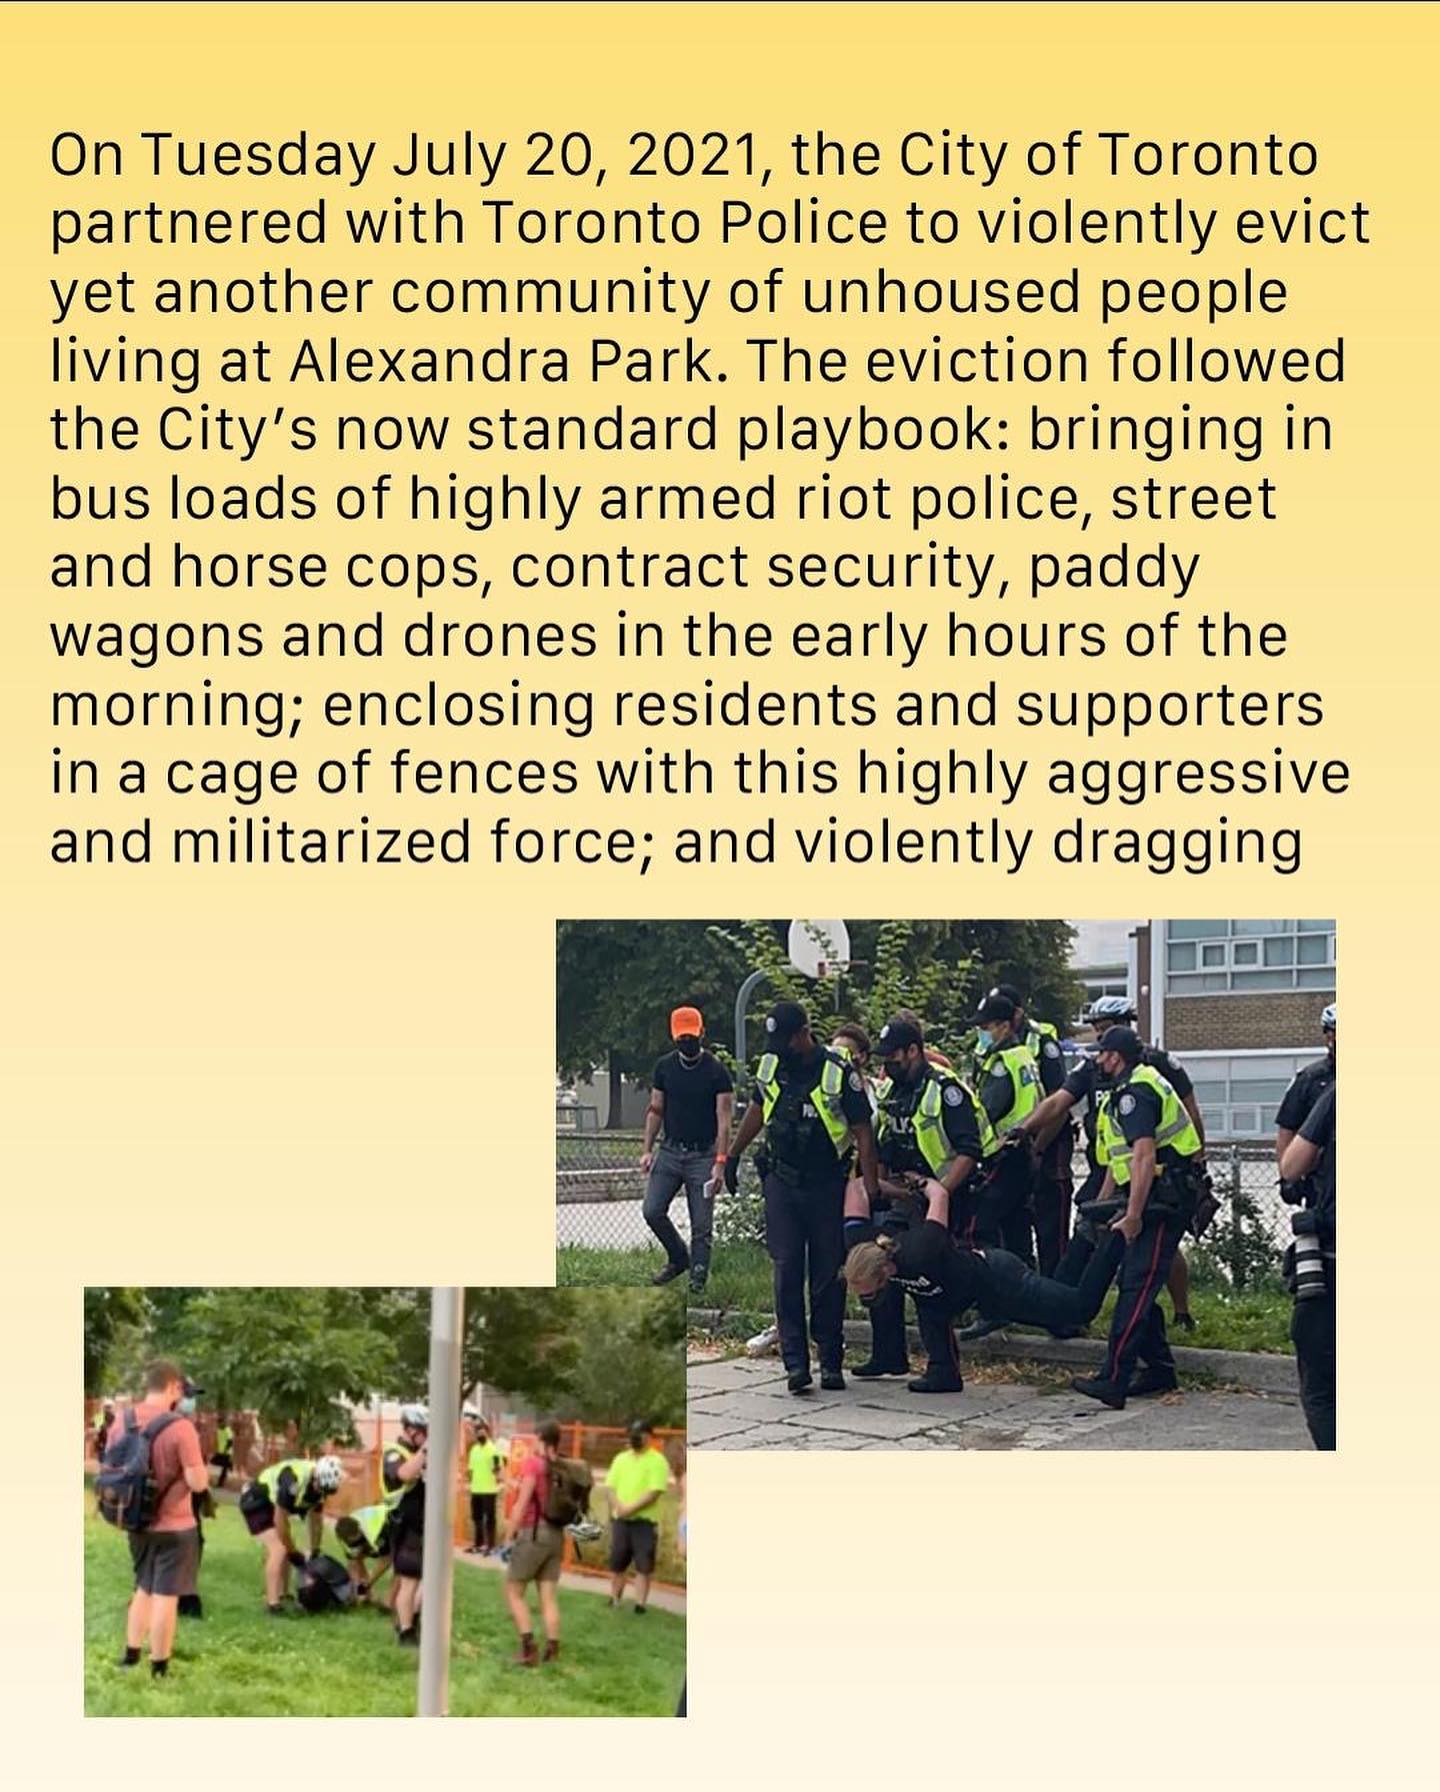 On Tuesday July 20, 2021, the City of Toronto
partnered with Toronto Police to violently evict
yet another community of unhoused people
living at Alexandra Park. The eviction followed
the City's now standard playbook: bringing in
bus loads of highly armed riot police, street
and horse cops, contract security, paddy
wagons and drones in the early hours of the
morning; enclosing residents and supporters
in a cage of fences with this highly aggressive
and militarized force; and violently dragging